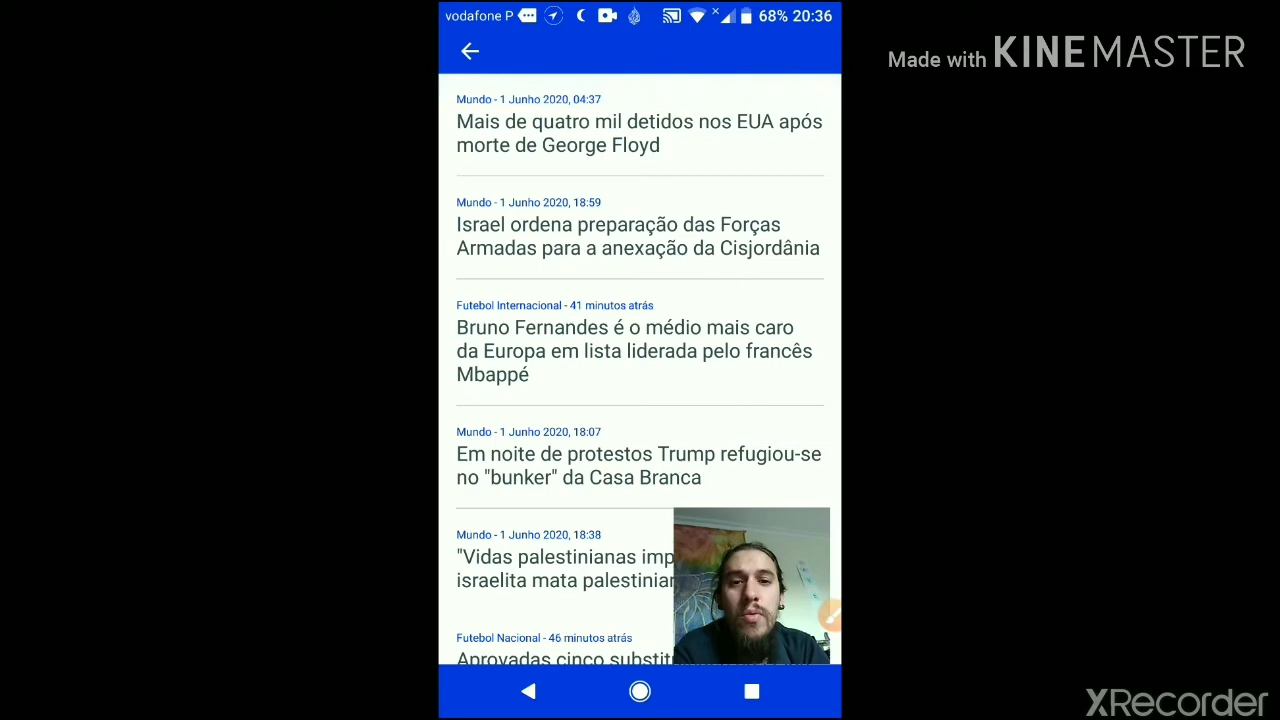 vodafone P
68% 20:36
Made with KINEMASTER
Mundo - 1 Junho 2020, 04:37
Mais de quatro mil detidos nos EUA após
morte de George Floyd
Mundo - 1 Junho 2020, 18:59
Israel ordena preparação das Forças
Armadas para a anexação da Cisjordânia
Futebol Internacional - 41 minutos atrás
Bruno Fernandes é o médio mais caro
da Europa em lista liderada pelo francês
Mbappé
Mundo - 1 Junho 2020, 18:07
Em noite de protestos Trump refugiou-se
no "bunker" da Casa Branca
Mundo - 1 Junho 2020, 18:38
"Vidas palestinianas
israelita mata
Futebol Nacional - 46 minutos atrás
Aprovadas cinco
XRecorder